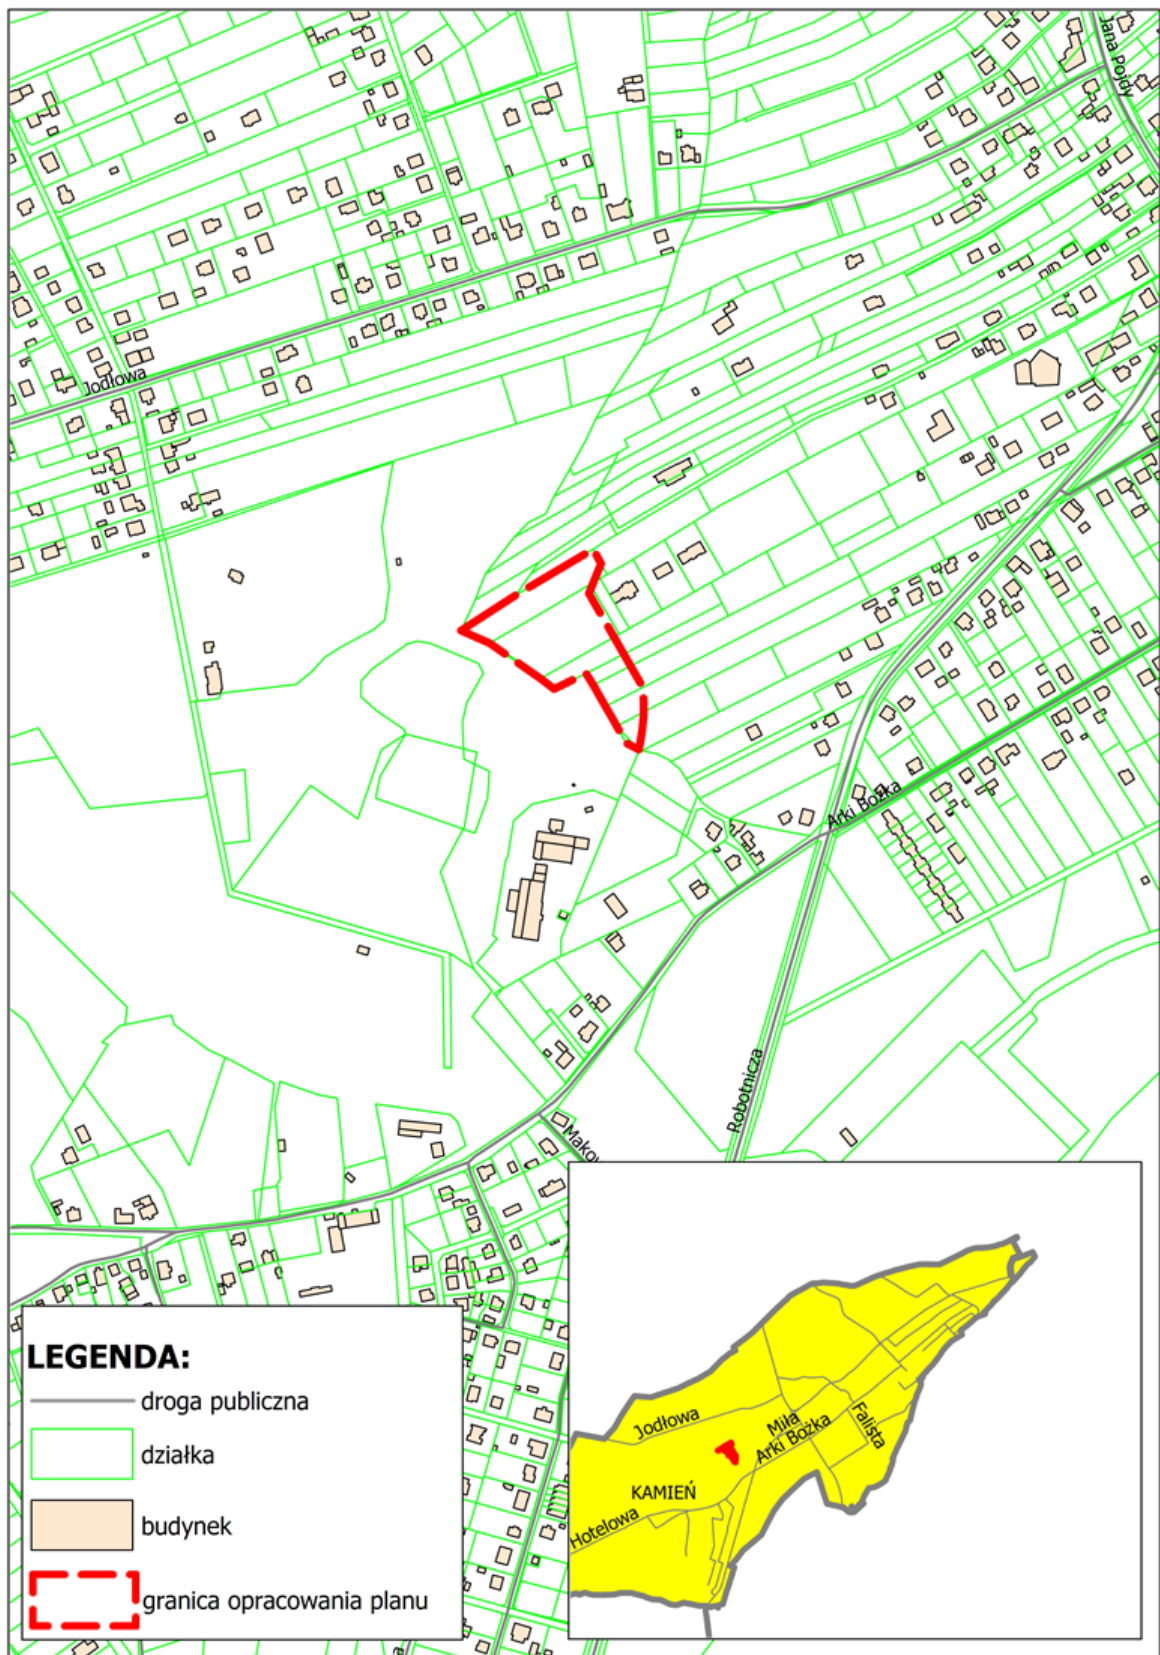 Jana Pojdy
Jodłowa
Arki Bożka
Robotnicza
Mako
LEGENDA:
droga publiczna
działka
budynek
granica opracowania planu
Jodłowa
Miła
Arki Bożka
Falista
KAMIEŃ
Hotelowa